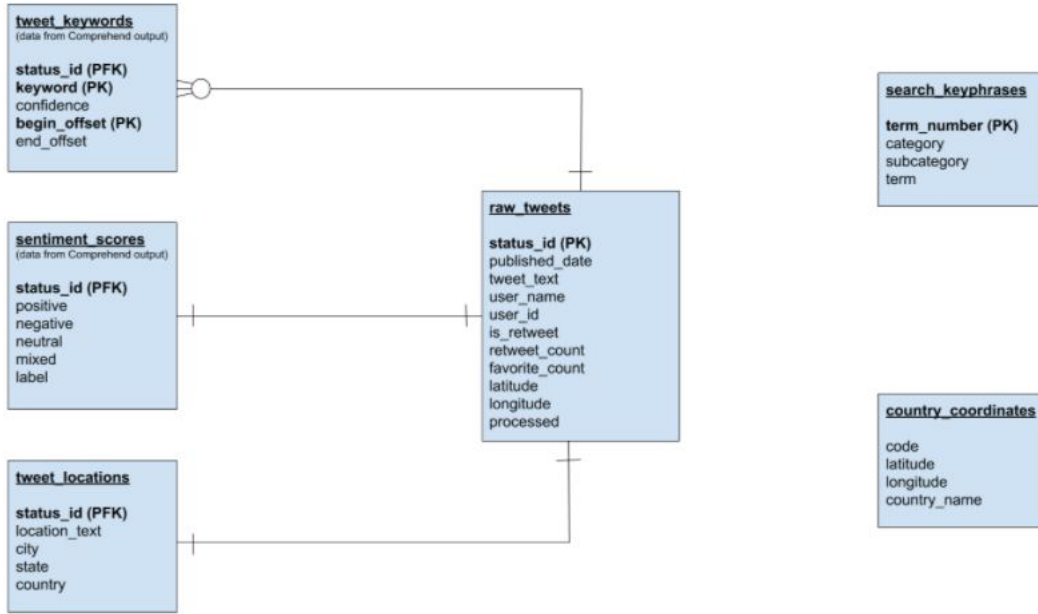 tweet_keywords
(data from Comprehend output)
status_id (PFK)
keyword (PK)
confidence
begin_offset (PK)
end_offset
sentiment_scores
(data from Comprehend output)
status_id (PFK)
positive
negative
neutral
mixed
label
tweet_locations
status_id (PFK)
location_text
city
state
country
raw_tweets
status_id (PK)
published_date
tweet_text
user_name
user_id
is_retweet
retweet_count
favorite_count
latitude
longitude
processed
search_keyphrases
term_number (PK)
category
subcategory
term
country_coordinates
code
latitude
longitude
country_name